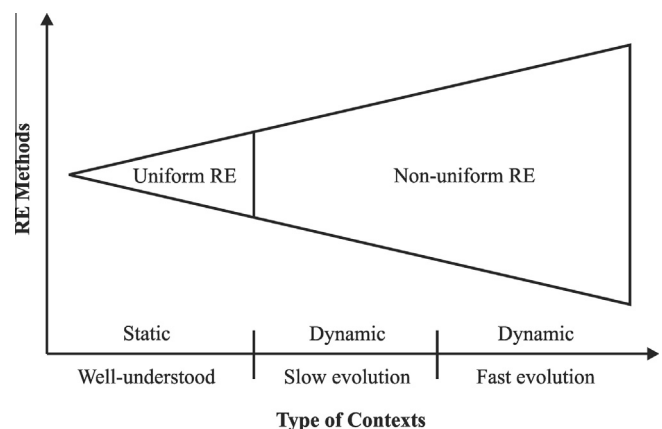 RE Methods
Uniform RE
Non-uniform RE
Static
Dynamic
Dynamic
Well-understood
Slow evolution
Fast evolution
Type of Contexts